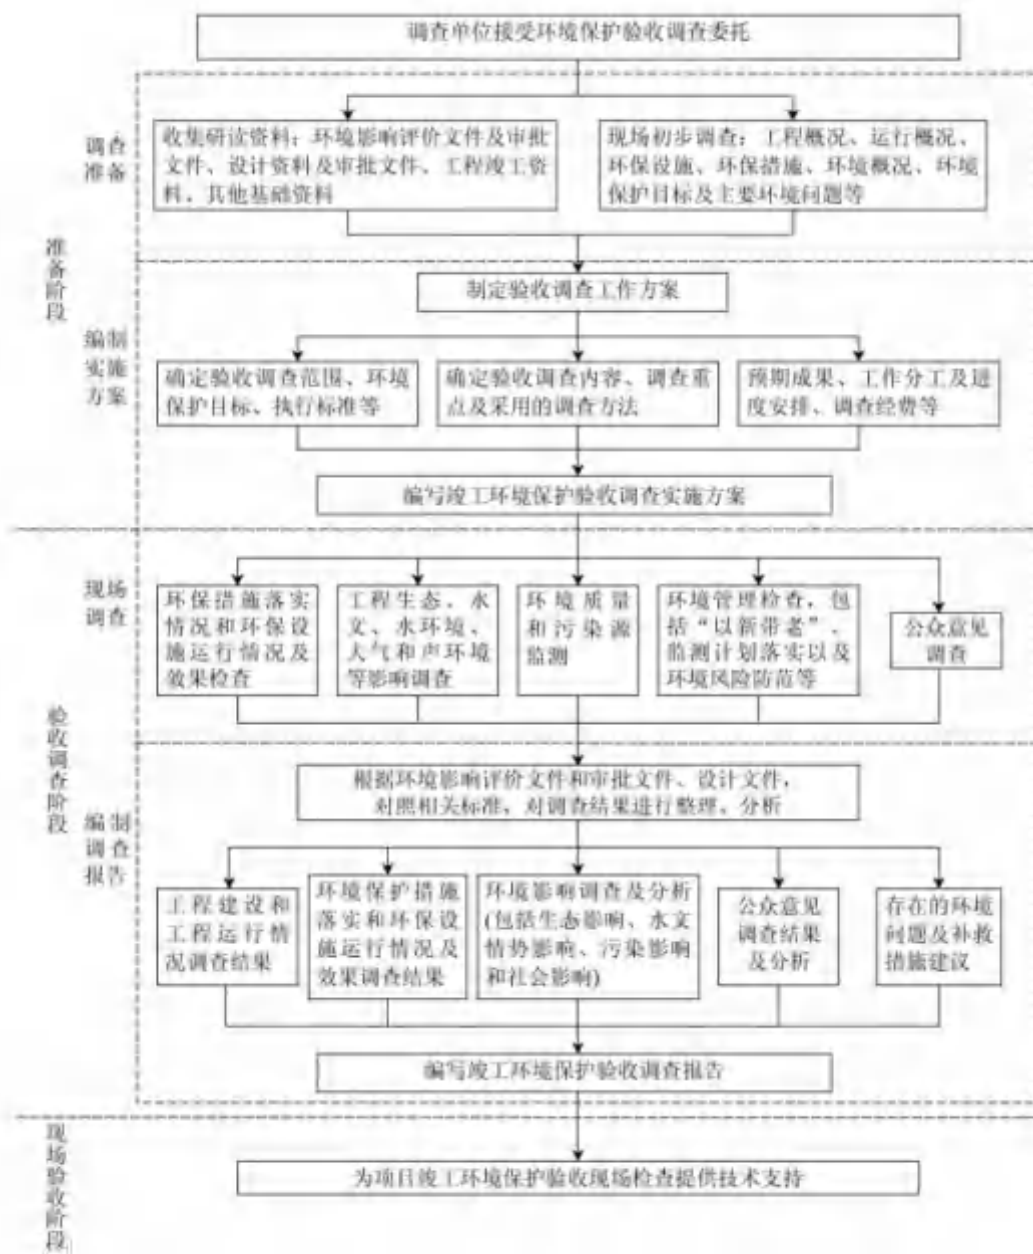 调查单位接受环境保护验收调查委托
准备阶段
调查
准备
收集研读资料：环境影响评价文件及审批
文件、设计资料及审批文件、工程竣工资
料、其他基础资料
现场初步调查：工程概况、运行概况、
环保设施、环保措施、环境概况、环境
保护目标及主要环境问题等
编制
实施
方案
制定验收调查工作方案
确定验收调查范围、环境
保护目标、执行标准等
确定验收调查内容、调查重
点及采用的调查方法
预期成果、工作分工及进
度安排、调查经费等
编写竣工环境保护验收调查实施方案
验收调查阶段
现场
调查
环保措施落实
情况和环保设
施运行情况及
效果检查
工程生态、水
文、水环境、
大气和声环境
等影响调查
环境质量
和污染源
监测
环境管理检查，包
括“以新带老”、
监测计划落实以及
环境风险防范等
公众意见
调查
编制
调查
报告
根据环境影响评价文件和审批文件、设计文件，
对照相关标准，对调查结果进行整理、分析
工程建设和
工程运行情
况调查结果
环境保护措施
落实和环保设
施运行情况及
效果调查结果
环境影响调查及分析
(包括生态影响、水文
情势影响、污染影响
和社会影响)
公众意见
调查结果
及分析
存在的环境
问题及补救
措施建议
编写竣工环境保护验收调查报告
现场验收阶段
为项目竣工环境保护验收现场检查提供技术支持